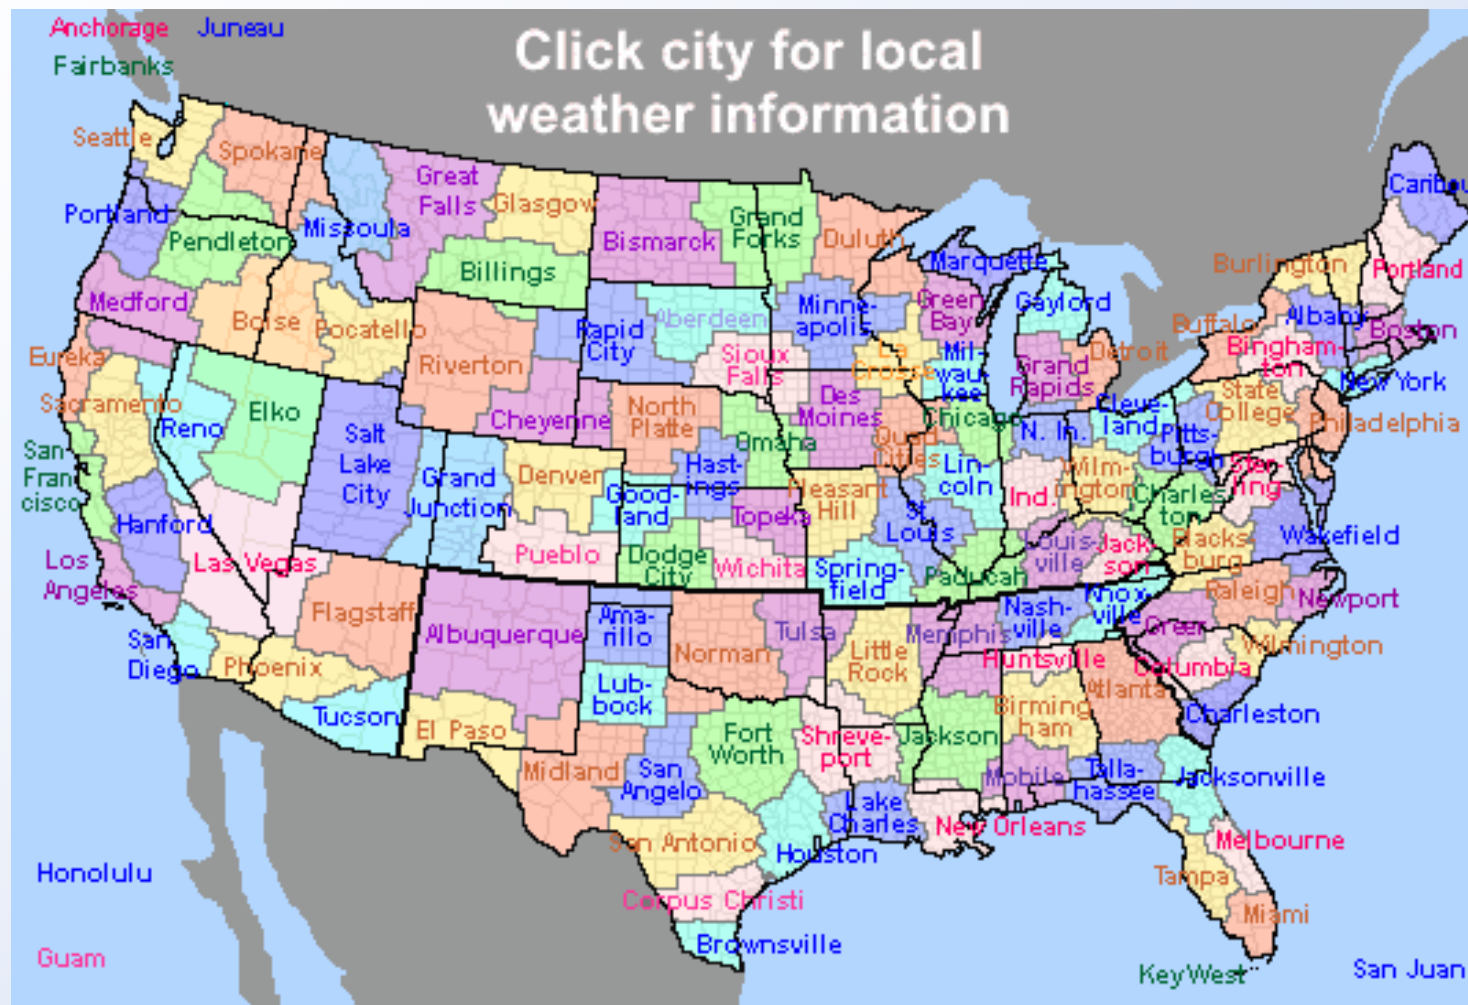 Anchorage
Juneau
Click city for local
weather information
Fairbanks
Seattle
Spokane
Great
Falls
Glasgow
Caribou
Portland
Missoula
Pendleton
Bismarck
Grand
Forks
Duluth
Billings
Marquette
Burlington
Portland
Medford
Boise
Pocatello
Rapid
City
Aberdeen
Minne-
apolis
Green
Bay
Gaylord
Buffalo
Albany
Boston
Eureka
Riverton
Sioux
Falls
La
Crosse
Mil-
wau-
kee
Grand
Rapids
Detroit
Bingham-
ton
New York
Sacramento
Reno
Elko
Salt
Lake
City
Cheyenne
North
Platte
Omaha
Des
Moines
Quad
Cities
Chicago
N. In.
Cleve-
land
Pitts-
burgh
State
College
Philadelphia
San
Fran
cisco
Hanford
Grand
Junction
Denver
Good-
land
Hast-
ings
Topeka
Pleasant
Hill
St.
Louis
Lin-
coln
Ind.
Wilm-
ington
Charles
ton
Ster-
ling
Wakefield
Los
Angeles
Las Vegas
Pueblo
Dodge
City
Wichita
Spring-
field
Paducah
Louis-
ville
Jack
son
Blacks
burg
San
Diego
Flagstaff
Albuquerque
Ama-
rillo
Norman
Tulsa
Little
Rock
Memphis
Nash-
ville
Knox-
ville
Greer
Raleigh
Newport
Phoenix
Tucson
El Paso
Lub-
bock
Huntsville
Columbia
Wilmington
Midland
San
Angelo
Fort
Worth
Shreve-
port
Jackson
Birming
ham
Atlanta
Charleston
San Antonio
Houston
Lake
Charles
New Orleans
Mobile
Talla-
hassee
Jacksonville
Corpus Christi
Brownsville
Melbourne
Tampa
Miami
Honolulu
Guam
Key West
San Juan